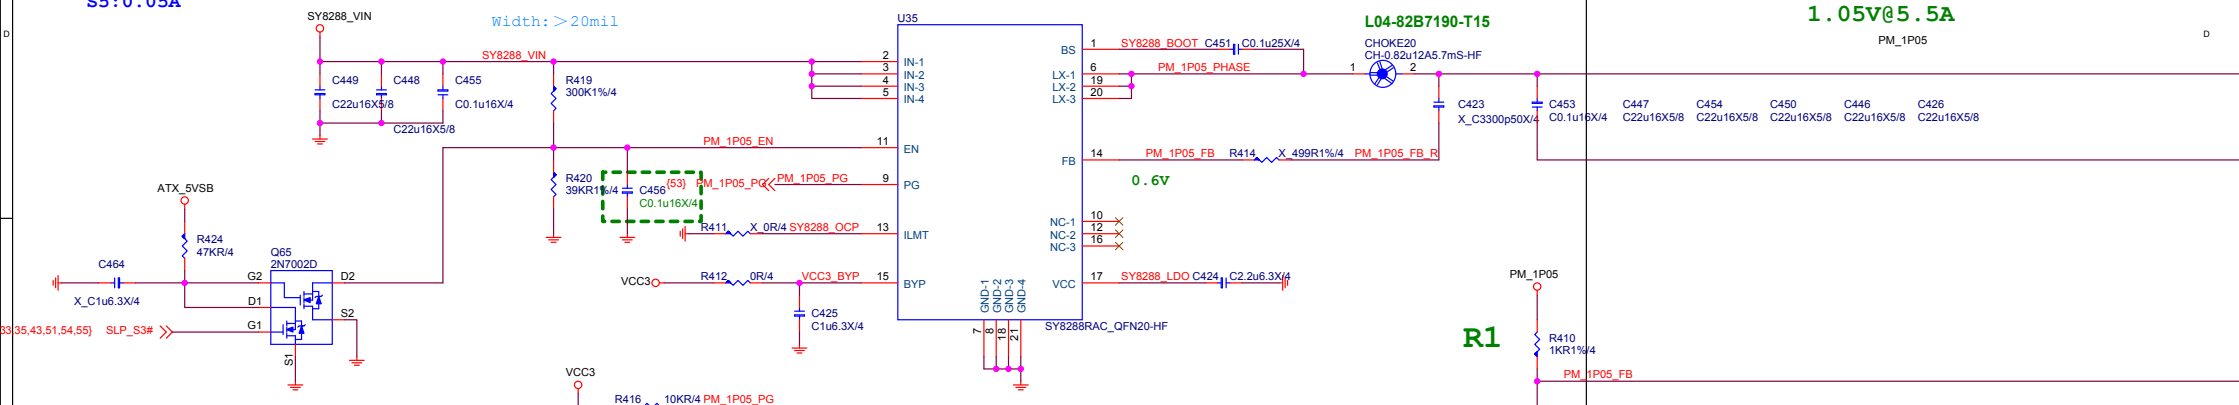 S5:0.05A
SY8288_VIN
Width:＞20mil
U35
L04-82B7190-T15
1.05V@5.5A
PM_1P05
D
D
SY8288_VIN
2
3
4
5
IN-1
IN-2
IN-3
IN-4
BS
1
SY8288_BOOT
C451
C0.1u25X/4
CHOKE20
CH-0.82u12A5.7mS-HF
LX-1
LX-2
LX-3
6
19
20
PM_1P05_PHASE
1
2
C449
C22u16X5/8
C448
C22u16X5/8
C455
C0.1u16X/4
R419
300K1%/4
C423
X_C3300p50X/4
C453
C0.1u16X/4
C447
C22u16X5/8
C454
C22u16X5/8
C450
C22u16X5/8
C446
C22u16X5/8
C426
C22u16X5/8
PM_1P05_EN
11
EN
FB
14
PM_1P05_FB
R414
X_499R1%/4
PM_1P05_FB_R
0.6V
R420
39KR1%/4
C456
C0.1u16X/4
{53}
PM_1P05_PG
PM_1P05_PG
9
PG
ATX_5VSB
R424
47KR/4
R411
X_0R/4
SY8288_OCP
13
ILMT
NC-1
NC-2
NC-3
10
12
16
Q65
2N7002D
C464
X_C1u6.3X/4
G2
D2
D1
S2
G1
S1
33,35,43,51,54,55}
SLP_S3#
VCC3
R412
0R/4
VCC3_BYP
15
BYP
C425
C1u6.3X/4
VCC
17
SY8288_LDO
C424
C2.2u6.3X/4
GND-1
GND-2
GND-3
GND-4
7
8
18
21
SY8288RAC_QFN20-HF
PM_1P05
R1
R410
1KR1%/4
PM_1P05_FB
VCC3
R416
10KR/4
PM_1P05_PG